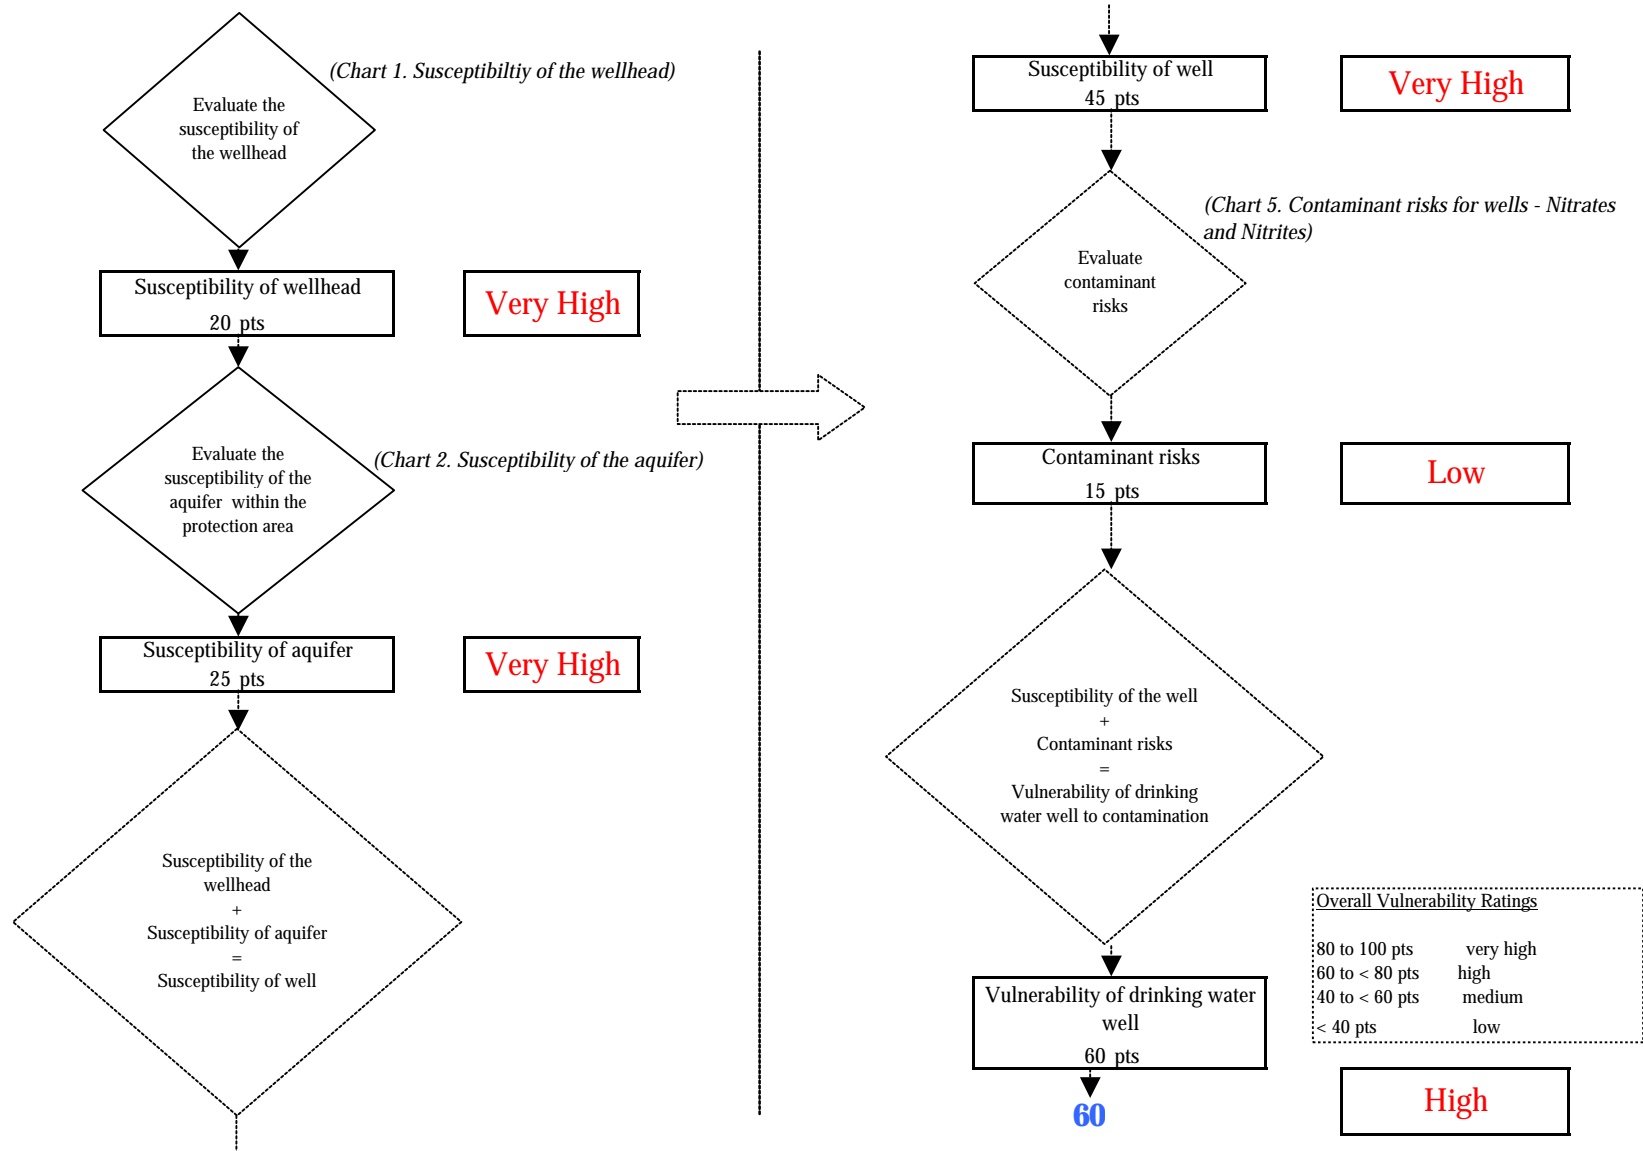 (Chart 1. Susceptibiltiy of the wellhead)
Evaluate the
susceptibility of
the wellhead
Susceptibility of wellhead
20 pts
Very High
Evaluate the
susceptibility of the
aquifer within the
protection area
(Chart 2. Susceptibility of the aquifer)
Susceptibility of aquifer
25 pts
Very High
Susceptibility of the
wellhead
+
Susceptibility of aquifer
=
Susceptibility of well
Susceptibility of well
45 pts
Very High
(Chart 5. Contaminant risks for wells - Nitrates
and Nitrites)
Evaluate
contaminant
risks
Contaminant risks
15 pts
Low
Susceptibility of the well
+
Contaminant risks
=
Vulnerability of drinking
water well to contamination
Overall Vulnerability Ratings
80 to 100 pts very high
60 to < 80 pts high
40 to < 60 pts medium
< 40 pts low
Vulnerability of drinking water
well
60 pts
60
High